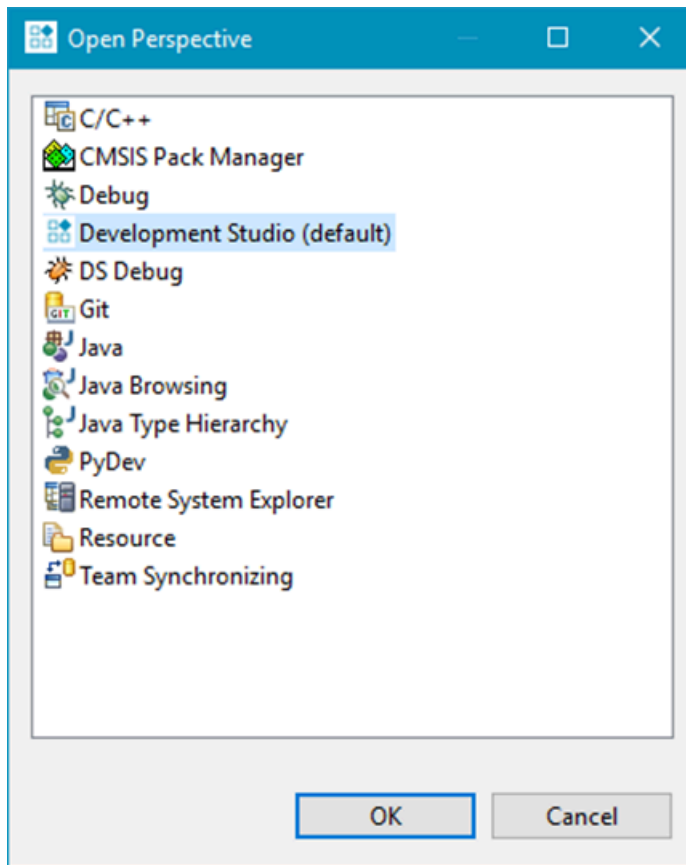 Open Perspective
C/C++
CMSIS Pack Manager
Debug
Development Studio (default)
DS Debug
GIT Git
Java
Java Browsing
Java Type Hierarchy
PyDev
Remote System Explorer
Resource
Team Synchronizing
OK Cancel